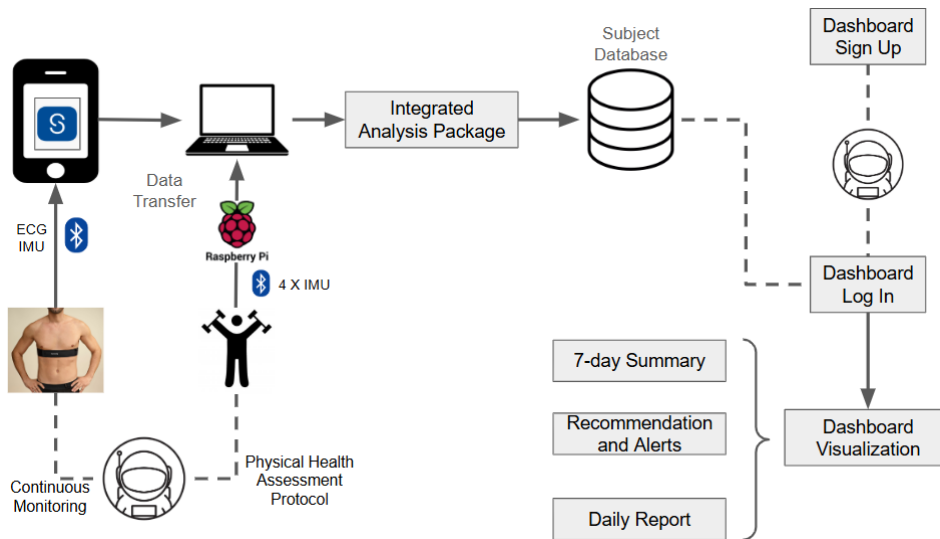 Subject
Database
Dashboard
Sign Up
S
Integrated
Analysis Package
Data
Transfer
ECG
IMU
Raspberry Pi
4 X IMU
Dashboard
Log In
7-day Summary
Recommendation
and Alerts
Dashboard
Visualization
Physical Health
Assessment
Protocol
Continuous
Monitoring
Daily Report